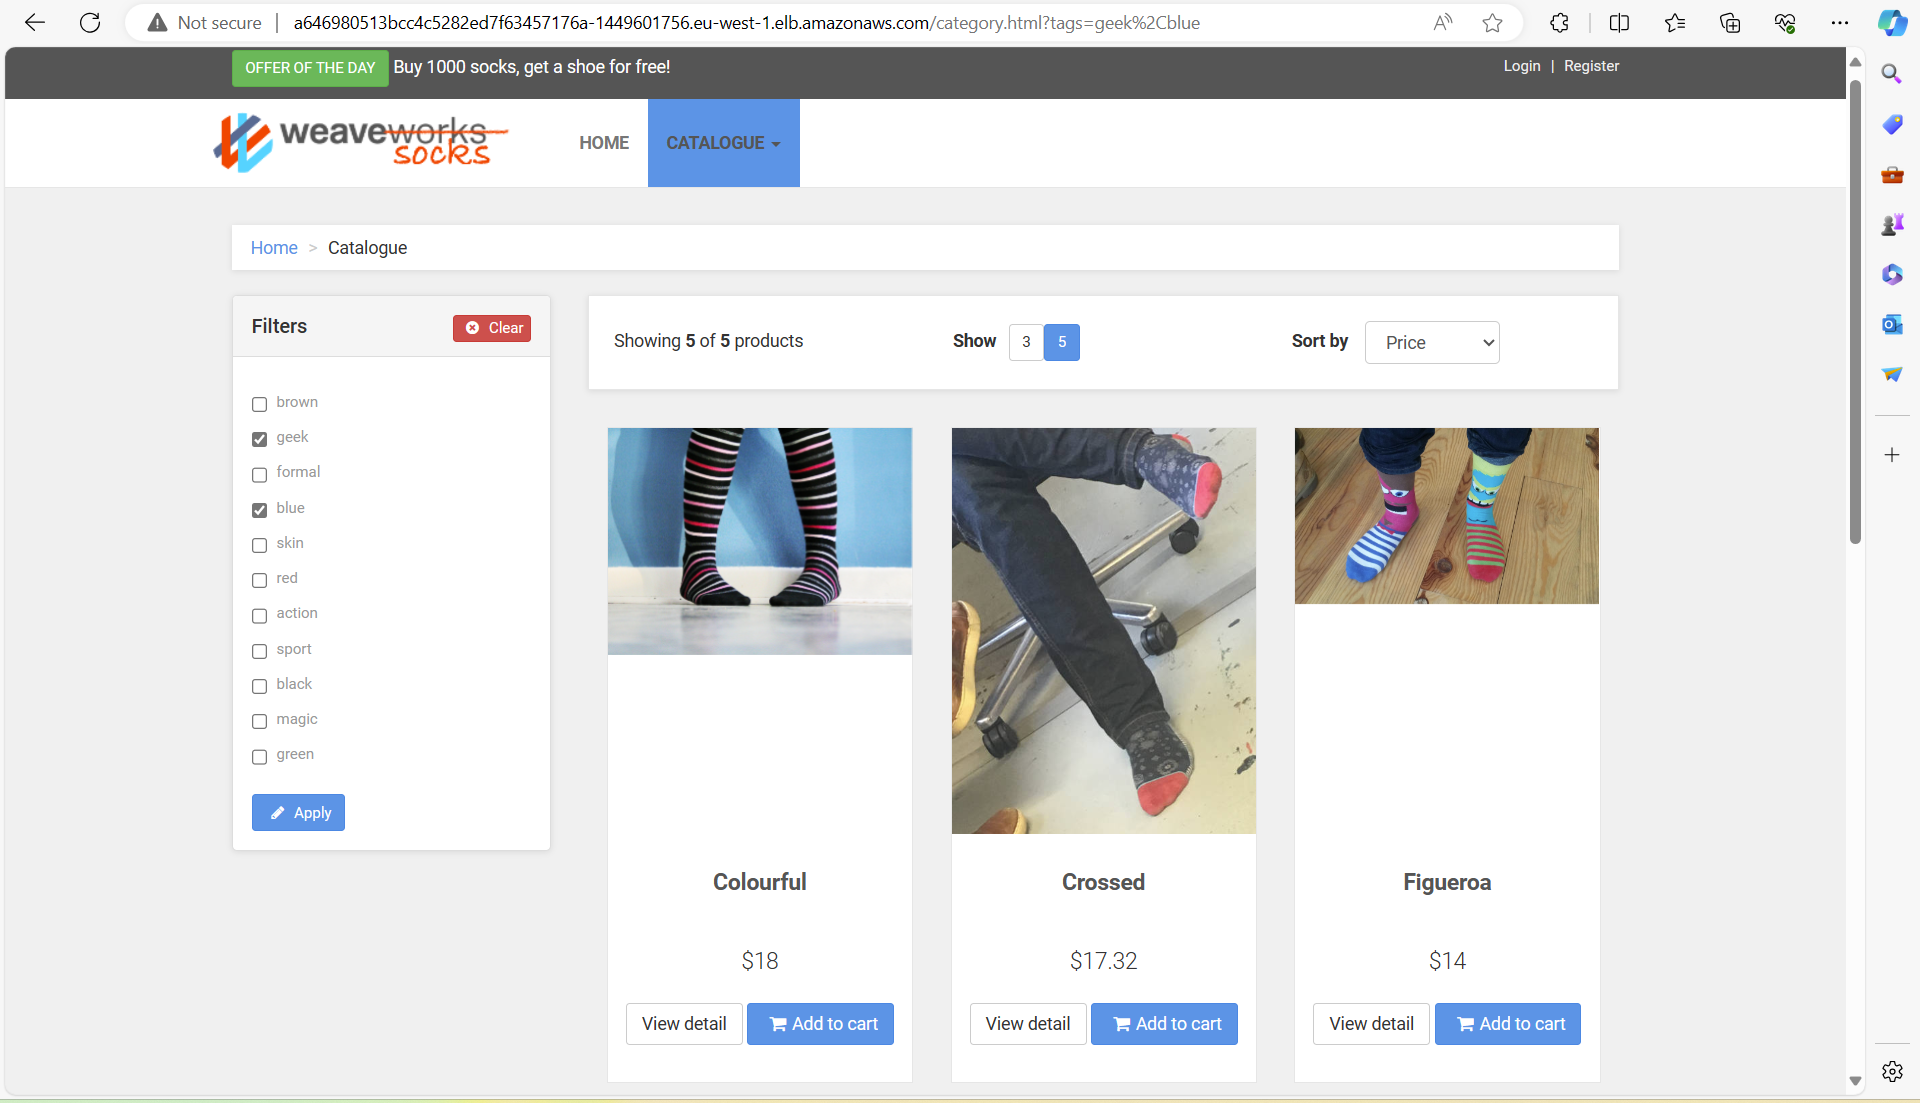 Not secure
a646980513bcc4c5282ed7f63457176a-1449601756.eu-west-1.elb.amazonaws.com/category.html?tags=geek%2Cblue
OFFER OF THE DAY Buy 1000 socks, get a shoe for free!
Login | Register
weaveworks
socks
HOME
CATALOGUE
Home > Catalogue
Filters
Clear
brown
geek
formal
blue
skin
red
action
sport
black
magic
green
Apply
Showing 5 of 5 products
Show 3 5
Sort by Price
Colourful
$18
View detail Add to cart
Crossed
$17.32
View detail Add to cart
Figueroa
$14
View detail Add to cart